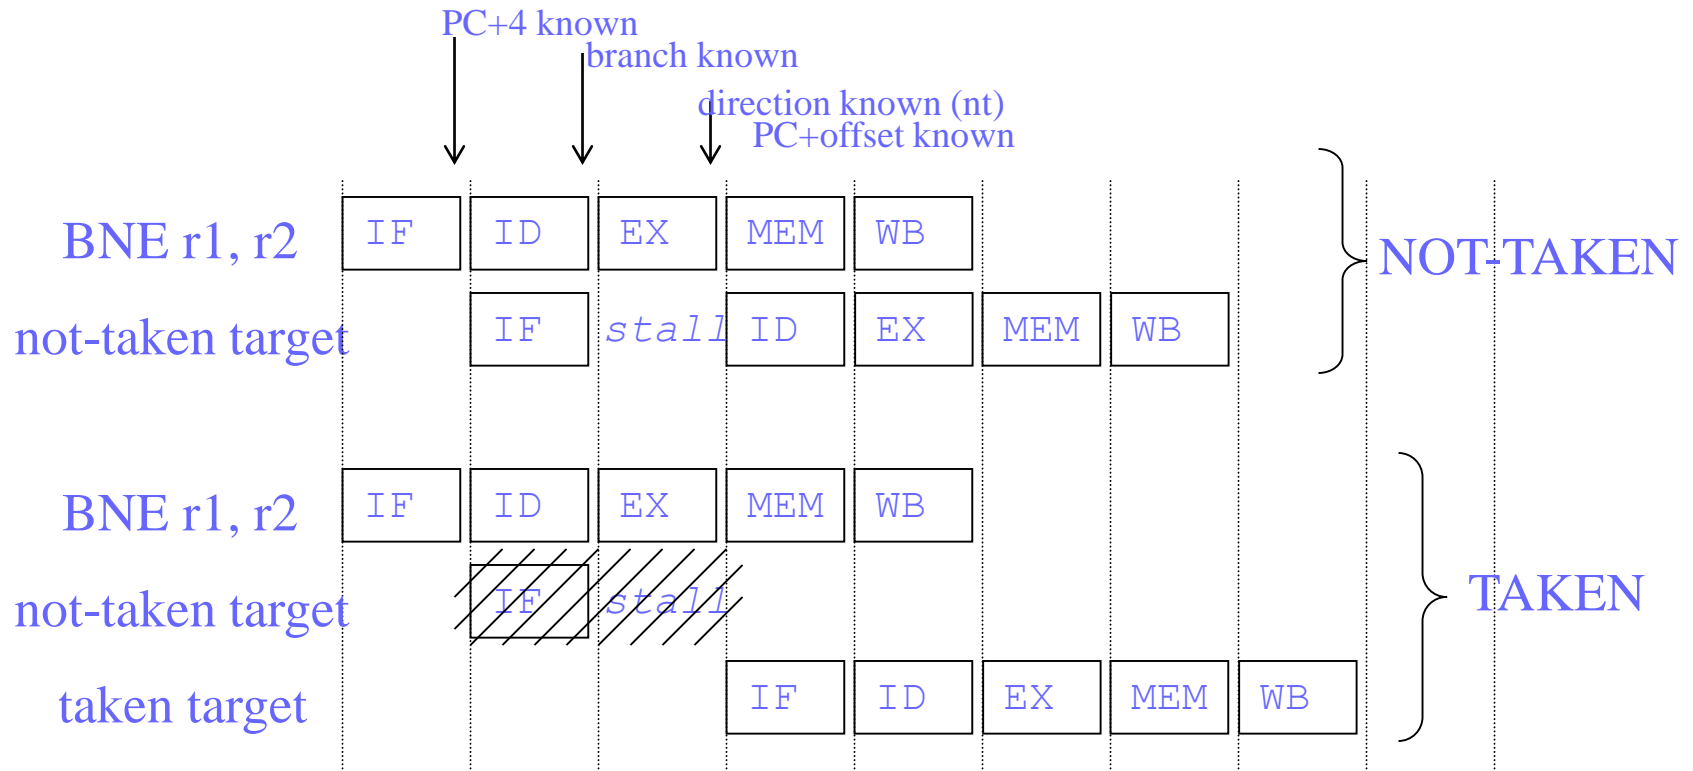 PC+4 known
branch known
direction known (nt)
PC+offset known
BNE r1, r2 IF ID EX MEM WB
NOT-TAKEN
not-taken target IF stall ID EX MEM WB
BNE r1, r2 IF ID EX MEM WB
not-taken target IF stall
TAKEN
taken target IF ID EX MEM WB